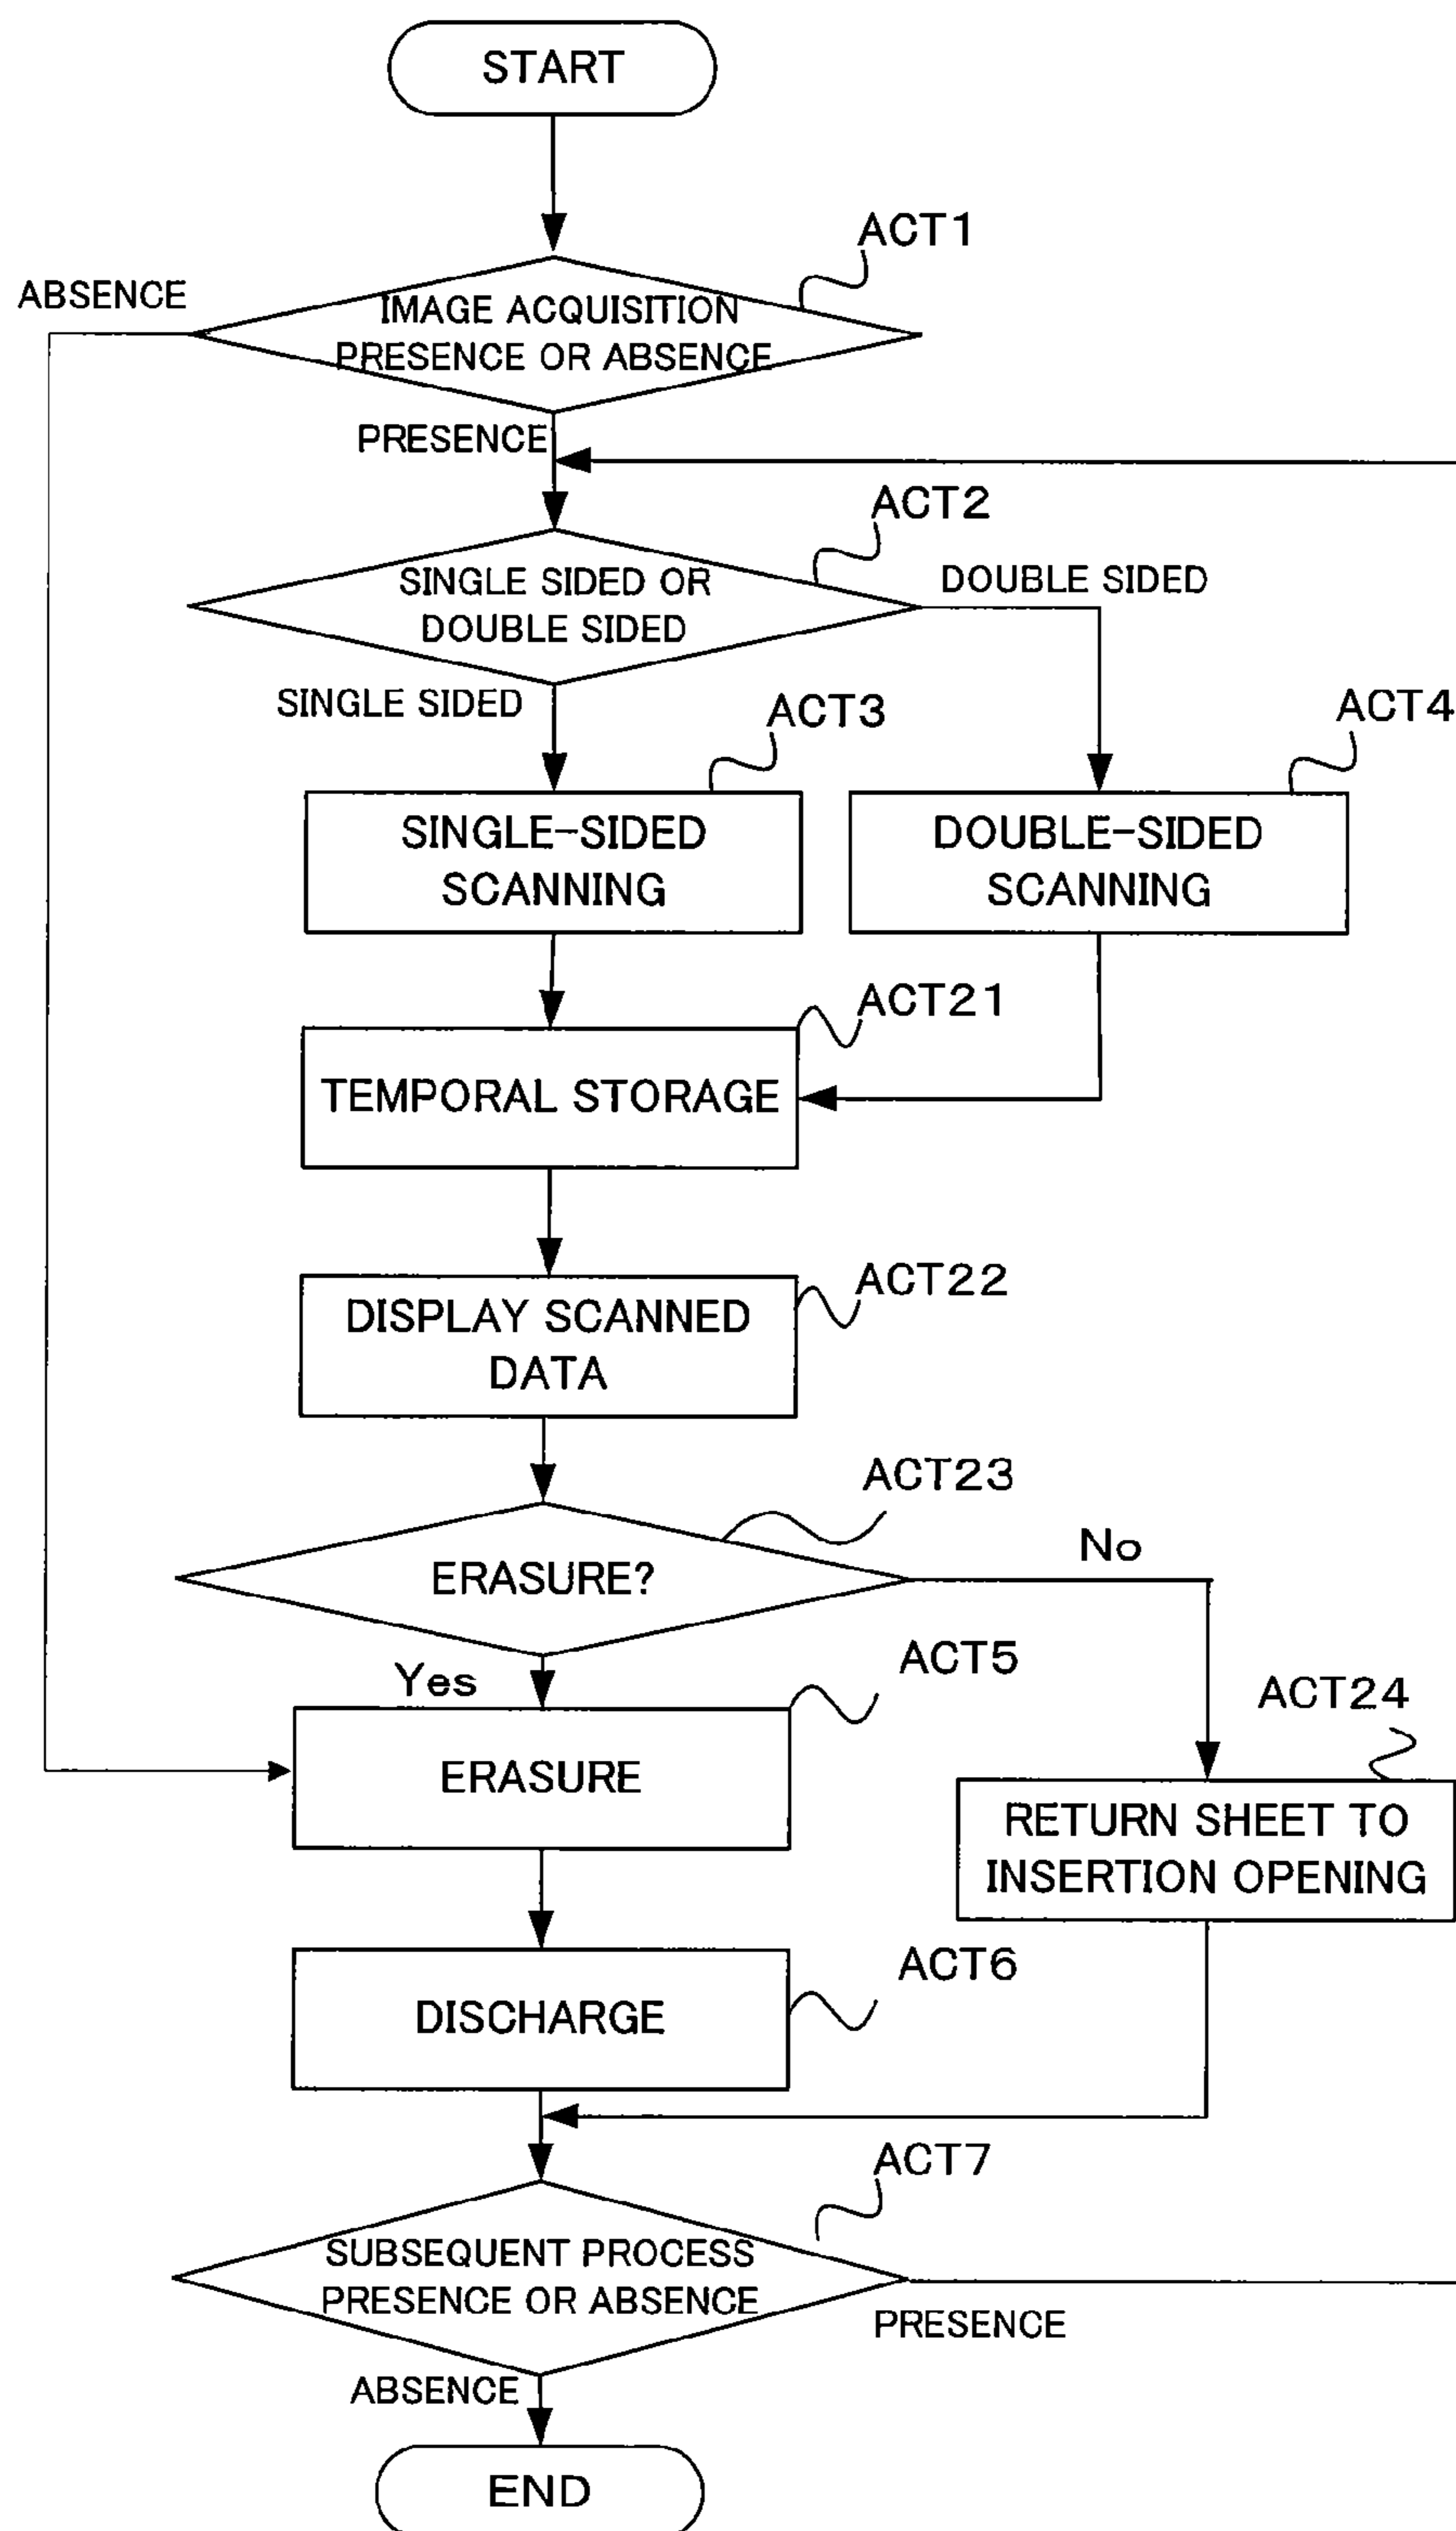 START
ACT1
ABSENCE
IMAGE ACQUISITION
PRESENCE OR ABSENCE
PRESENCE
ACT2
SINGLE SIDED OR
DOUBLE SIDED
DOUBLE SIDED
SINGLE SIDED
ACT3
ACT4
SINGLE-SIDED
SCANNING
DOUBLE-SIDED
SCANNING
ACT21
TEMPORAL STORAGE
ACT22
DISPLAY SCANNED
DATA
ACT23
ERASURE?
No
Yes
ACT5
ACT24
ERASURE
RETURN SHEET TO
INSERTION OPENING
ACT6
DISCHARGE
ACT7
SUBSEQUENT PROCESS
PRESENCE OR ABSENCE
PRESENCE
ABSENCE
END